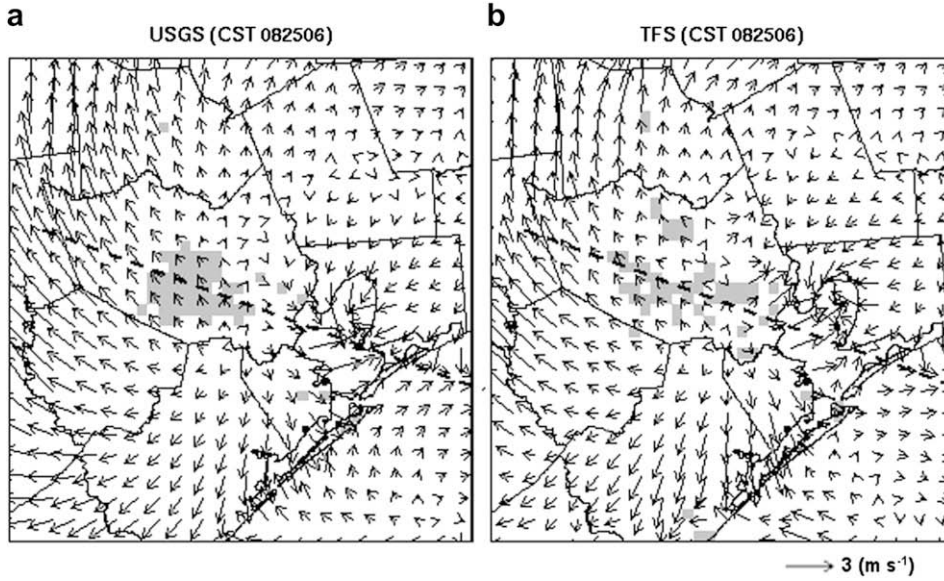 a
USGS (CST 082506)
b
TFS (CST 082506)
3 (m s⁻¹)